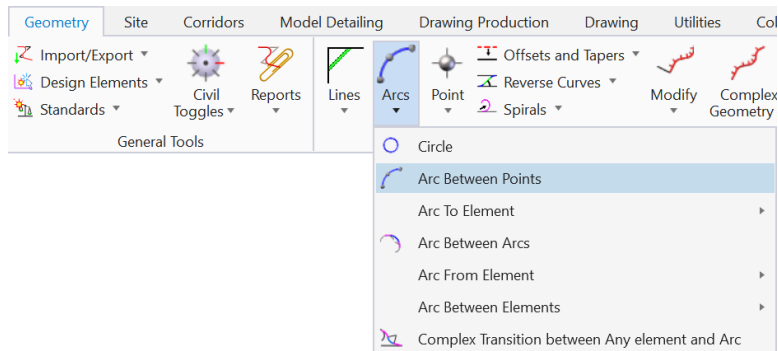 Geometry Site Corridors Model Detailing Drawing Production Drawing Utilities Col
Import/Export
Design Elements
Standards
Civil
Toggles
Reports
General Tools
Lines
Arcs
Point
Offsets and Tapers
Reverse Curves
Spirals
Modify
Complex
Geometry
Circle
Arc Between Points
Arc To Element
Arc Between Arcs
Arc From Element
Arc Between Elements
Complex Transition between Any element and Arc